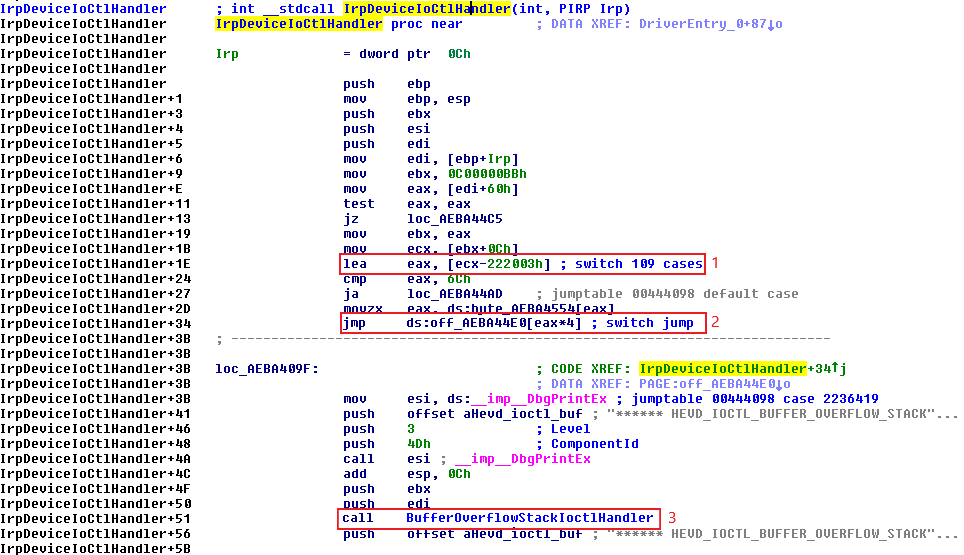 IrpDeviceIoCtlHandler ; int __stdcall IrpDeviceIoCtlHandler(int, PIRP Irp)
IrpDeviceIoCtlHandler IrpDeviceIoCtlHandler proc near ; DATA XREF: DriverEntry_0+87↓o
IrpDeviceIoCtlHandler
IrpDeviceIoCtlHandler Irp = dword ptr 0Ch
IrpDeviceIoCtlHandler
IrpDeviceIoCtlHandler push ebp
IrpDeviceIoCtlHandler+1 mov ebp, esp
IrpDeviceIoCtlHandler+3 push ebx
IrpDeviceIoCtlHandler+4 push esi
IrpDeviceIoCtlHandler+5 push edi
IrpDeviceIoCtlHandler+6 mov edi, [ebp+Irp]
IrpDeviceIoCtlHandler+9 mov ebx, 0C00000BBh
IrpDeviceIoCtlHandler+E mov eax, [edi+60h]
IrpDeviceIoCtlHandler+11 test eax, eax
IrpDeviceIoCtlHandler+13 jz loc_AEBA44C5
IrpDeviceIoCtlHandler+19 mov ebx, eax
IrpDeviceIoCtlHandler+1B mov ecx, [ebx+0Ch]
IrpDeviceIoCtlHandler+1E lea eax, [ecx-222003h] ; switch 109 cases 1
IrpDeviceIoCtlHandler+24 cmp eax, 6Ch
IrpDeviceIoCtlHandler+27 ja loc_AEBA44AD ; jumptable 00444098 default case
IrpDeviceIoCtlHandler+2D movzx eax, ds:byte_AEBA4554[eax]
IrpDeviceIoCtlHandler+34 jmp ds:off_AEBA44E0[eax*4] ; switch jump 2
IrpDeviceIoCtlHandler+3B ; ---------------------------------------------------------------------------
IrpDeviceIoCtlHandler+3B
IrpDeviceIoCtlHandler+3B loc_AEBA409F: ; CODE XREF: IrpDeviceIoCtlHandler+34↑j
IrpDeviceIoCtlHandler+3B ; DATA XREF: PAGE:off_AEBA44E0↓o
IrpDeviceIoCtlHandler+3B mov esi, ds:__imp__DbgPrintEx ; jumptable 00444098 case 2236419
IrpDeviceIoCtlHandler+41 push offset aHevd_ioctl_buf ; "****** HEVD_IOCTL_BUFFER_OVERFLOW_STACK"...
IrpDeviceIoCtlHandler+46 push 3 ; Level
IrpDeviceIoCtlHandler+48 push 4Dh ; ComponentId
IrpDeviceIoCtlHandler+4A call esi ; __imp__DbgPrintEx
IrpDeviceIoCtlHandler+4C add esp, 0Ch
IrpDeviceIoCtlHandler+4F push ebx
IrpDeviceIoCtlHandler+50 push edi
IrpDeviceIoCtlHandler+51 call BufferOverflowStackIoctlHandler 3
IrpDeviceIoCtlHandler+56 push offset aHevd_ioctl_buf ; "****** HEVD_IOCTL_BUFFER_OVERFLOW_STACK"...
IrpDeviceIoCtlHandler+5B